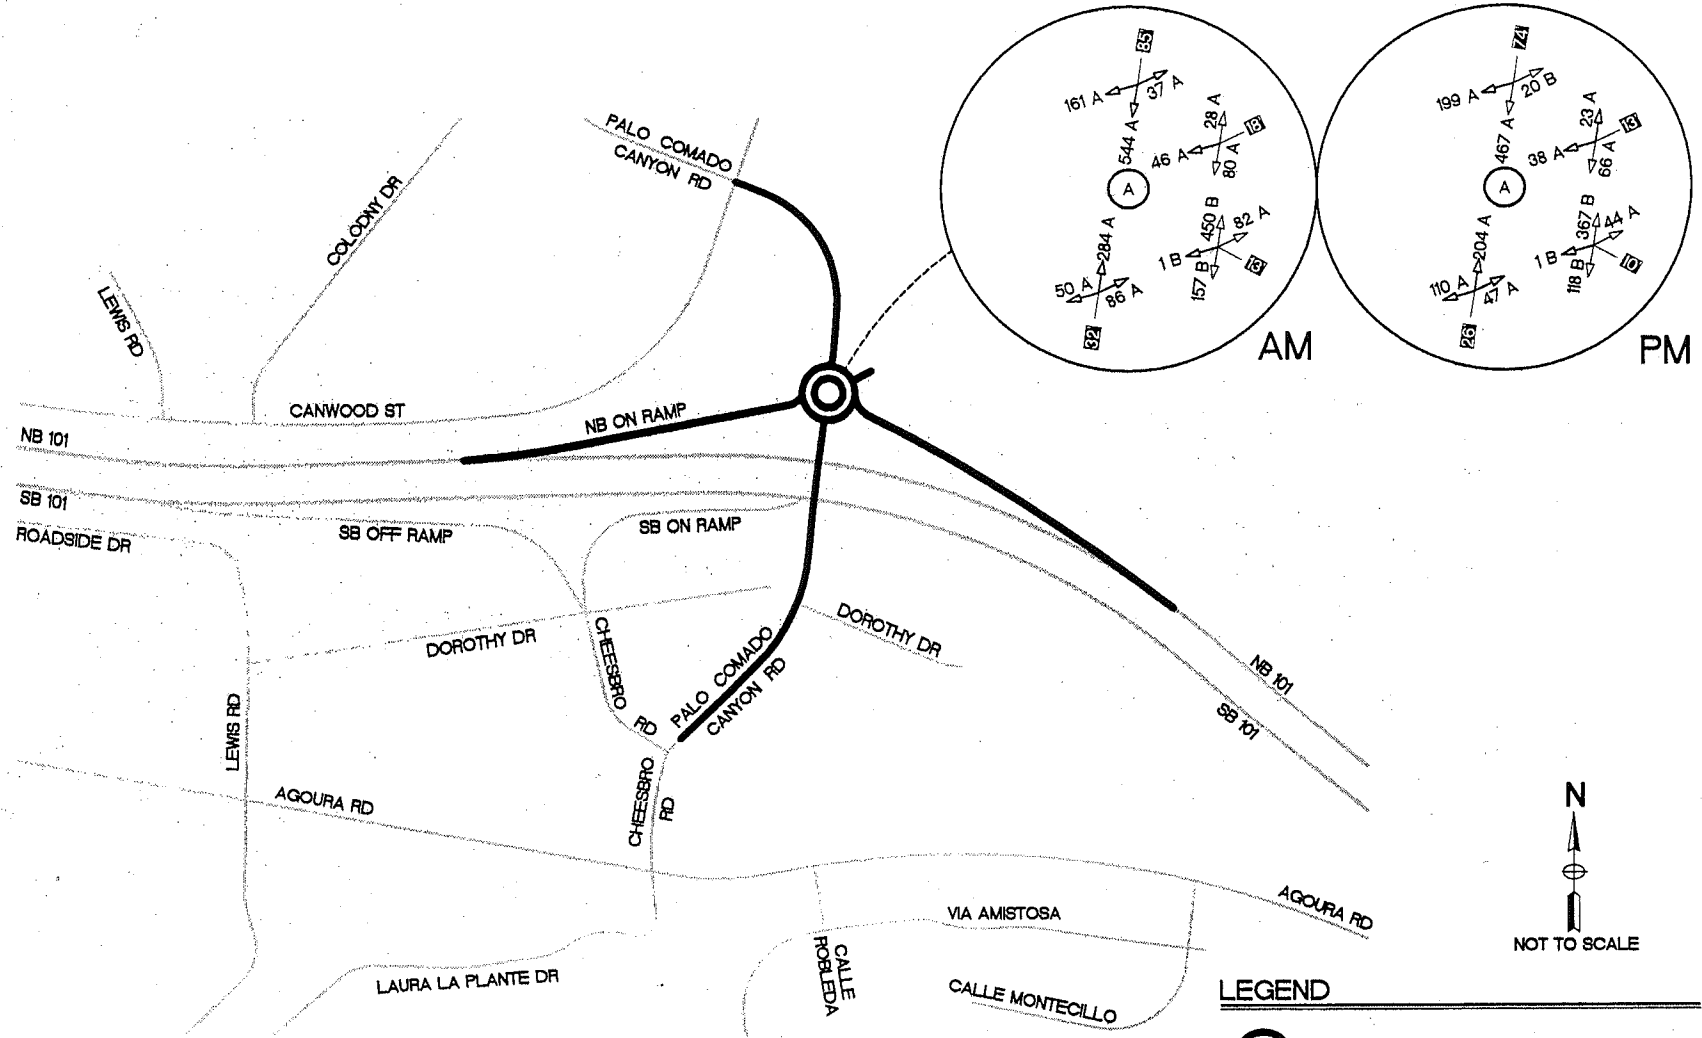 85
161 A
37 A
544 A
28 A
18
46 A
80 A
A
284 A
450 B
82 A
1 B
157 B
13
50 A
86 A
32
AM
74
199 A
20 B
467 A
23 A
13
38 A
66 A
A
204 A
367 B
44 A
1 B
118 B
10
110 A
47 A
26
PM
PALO COMADO
CANYON RD
COLODNY DR
LEWIS RD
CANWOOD ST
NB ON RAMP
NB 101
SB 101
ROADSIDE DR
SB OFF RAMP
SB ON RAMP
DOROTHY DR
DOROTHY DR
CHEESBRO RD
PALO COMADO
CANYON RD
NB 101
SB 101
LEWIS RD
AGOURA RD
CHEESBRO
RD
N
NOT TO SCALE
AGOURA RD
VIA AMISTOSA
CALLE
ROBLEDA
LAURA LA PLANTE DR
CALLE MONTECILLO
LEGEND